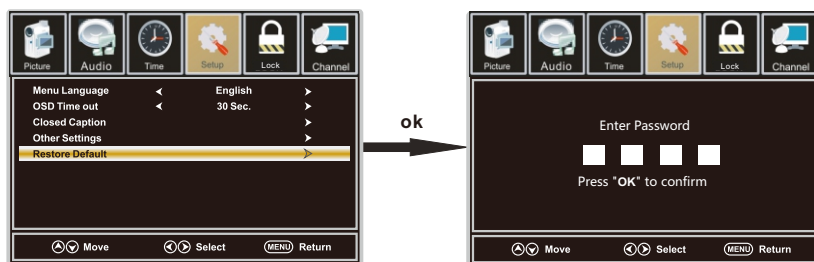 Picture Audio Time Setup Lock Channel
Menu Language English
OSD Time out 30 Sec.
Closed Caption
Other Settings
Restore Default
Move Select MENU Return
ok
Picture Audio Time Setup Lock Channel
Enter Password
Press "OK" to confirm
Move Select MENU Return